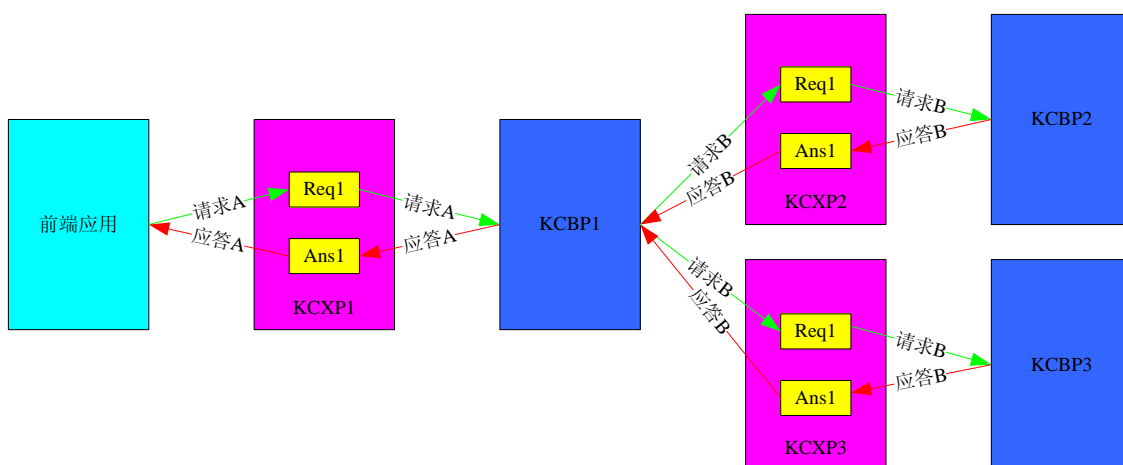 前端应用
请求A
应答A
Req1
Ans1
KCXP1
请求A
应答A
KCBP1
请求B
应答B
Req1
Ans1
KCXP2
请求B
应答B
KCBP2
请求B
应答B
Req1
Ans1
KCXP3
请求B
应答B
KCBP3